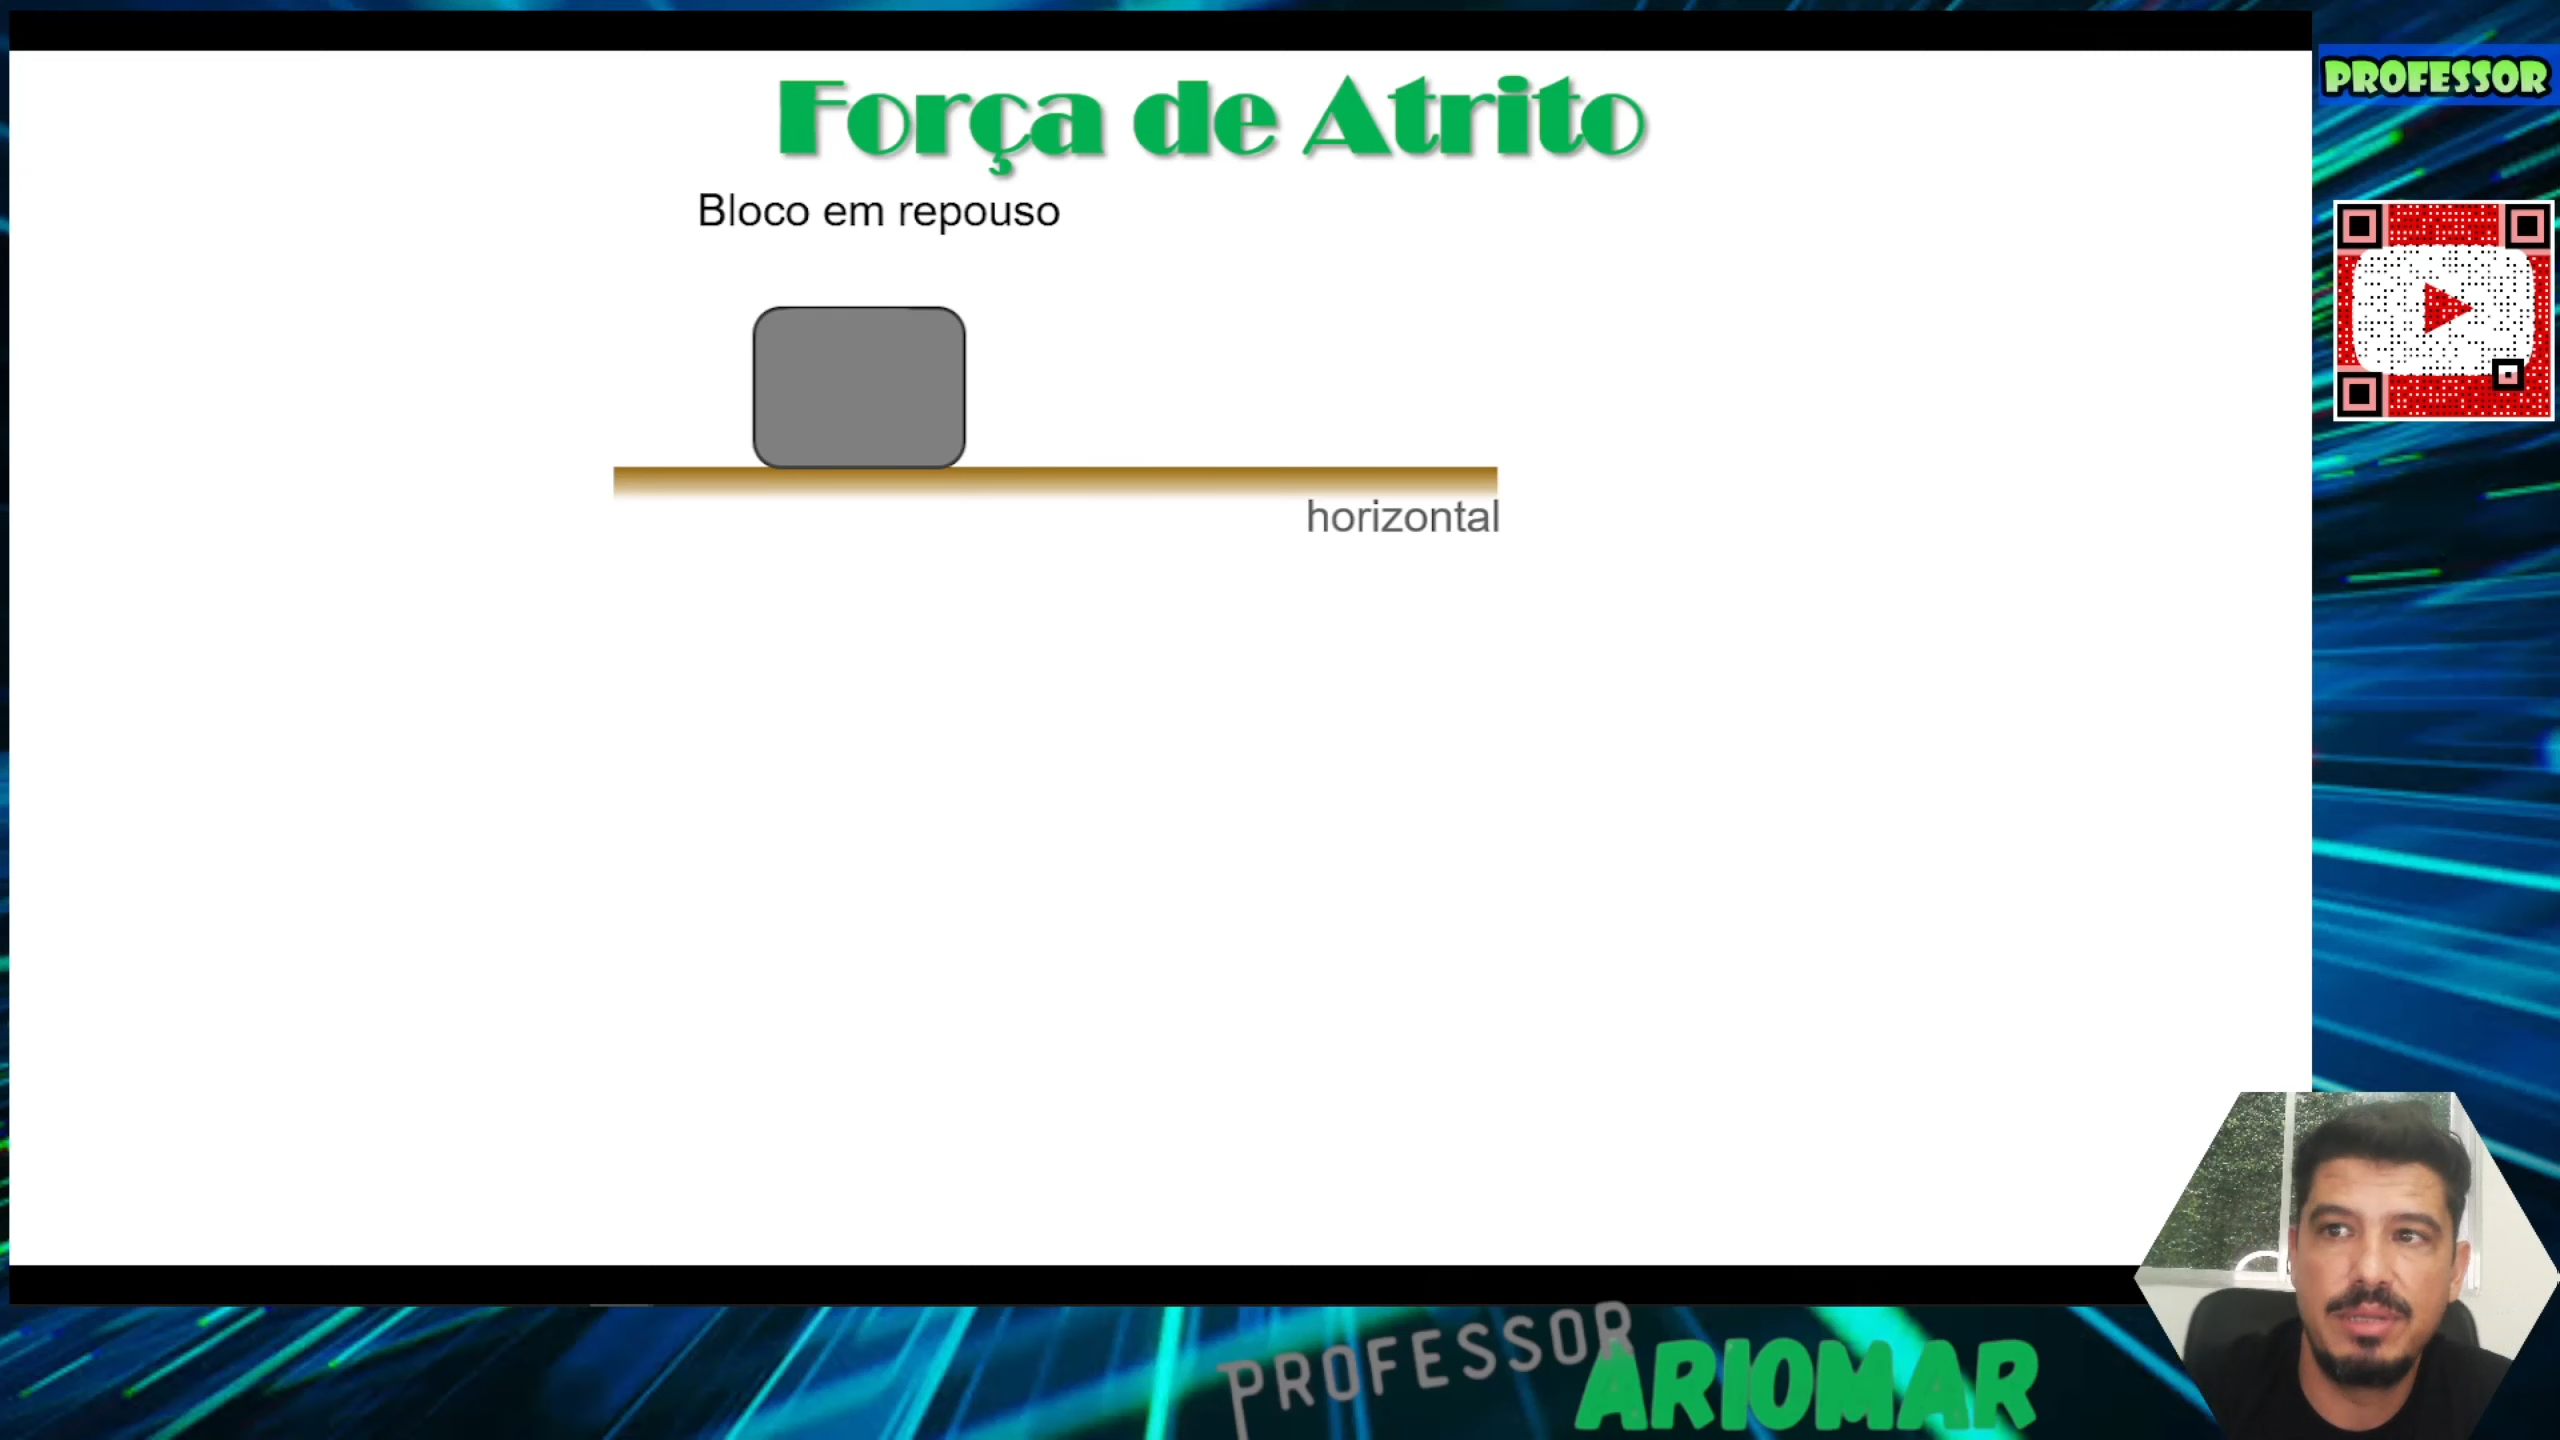 Força de Atrito
PROFESSOR
Bloco em repouso
horizontal
PROFESSOR
ARIOMAR